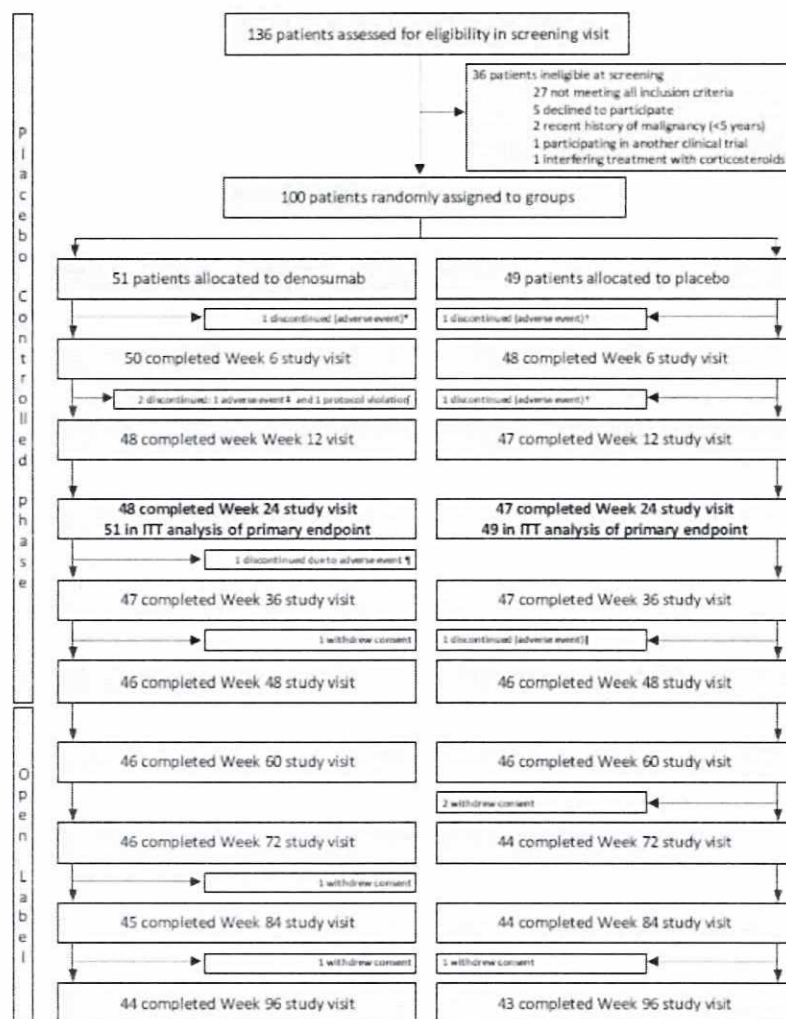 136 patients assessed for eligibility in screening visit
36 patients ineligible at screening
27 not meeting all inclusion criteria
5 declined to participate
2 recent history of malignancy (<5 years)
1 participating in another clinical trial
1 interfering treatment with corticosteroids
Placebo Controlled phase
100 patients randomly assigned to groups
51 patients allocated to denosumab
49 patients allocated to placebo
1 discontinued (adverse event)*
1 discontinued (adverse event)†
50 completed Week 6 study visit
48 completed Week 6 study visit
2 discontinued: 1 adverse event‡ and 1 protocol violation∫
1 discontinued (adverse event)†
48 completed week Week 12 visit
47 completed Week 12 study visit
48 completed Week 24 study visit
51 in ITT analysis of primary endpoint
47 completed Week 24 study visit
49 in ITT analysis of primary endpoint
1 discontinued due to adverse event ¶
47 completed Week 36 study visit
47 completed Week 36 study visit
1 withdrew consent
1 discontinued (adverse event)‖
46 completed Week 48 study visit
46 completed Week 48 study visit
Open Label
46 completed Week 60 study visit
46 completed Week 60 study visit
2 withdrew consent
46 completed Week 72 study visit
44 completed Week 72 study visit
1 withdrew consent
45 completed Week 84 study visit
44 completed Week 84 study visit
1 withdrew consent
1 withdrew consent
44 completed Week 96 study visit
43 completed Week 96 study visit